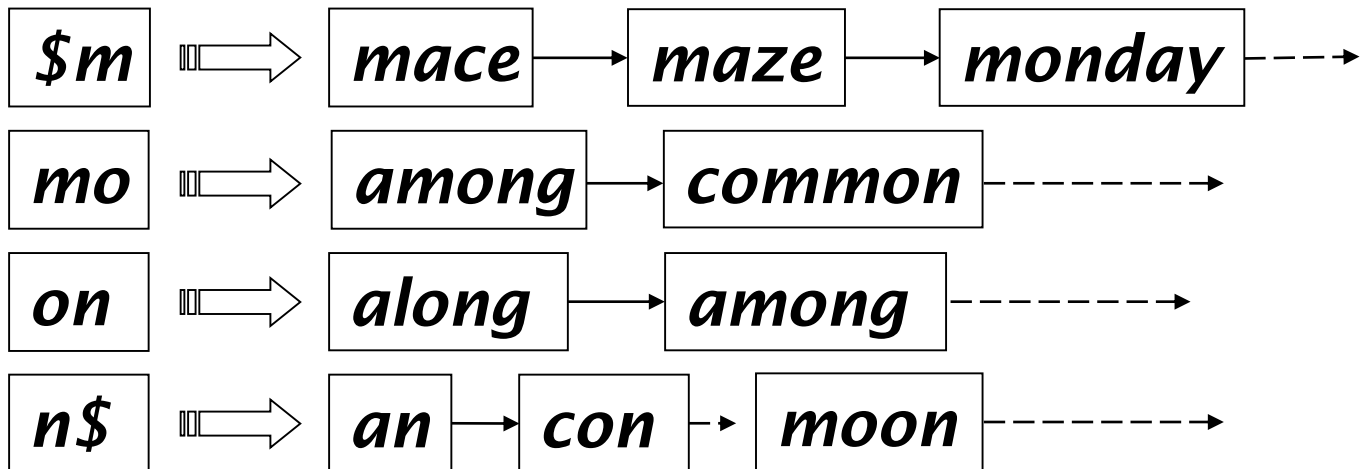 $m mace maze monday
mo among common
on along among
n$ an con moon